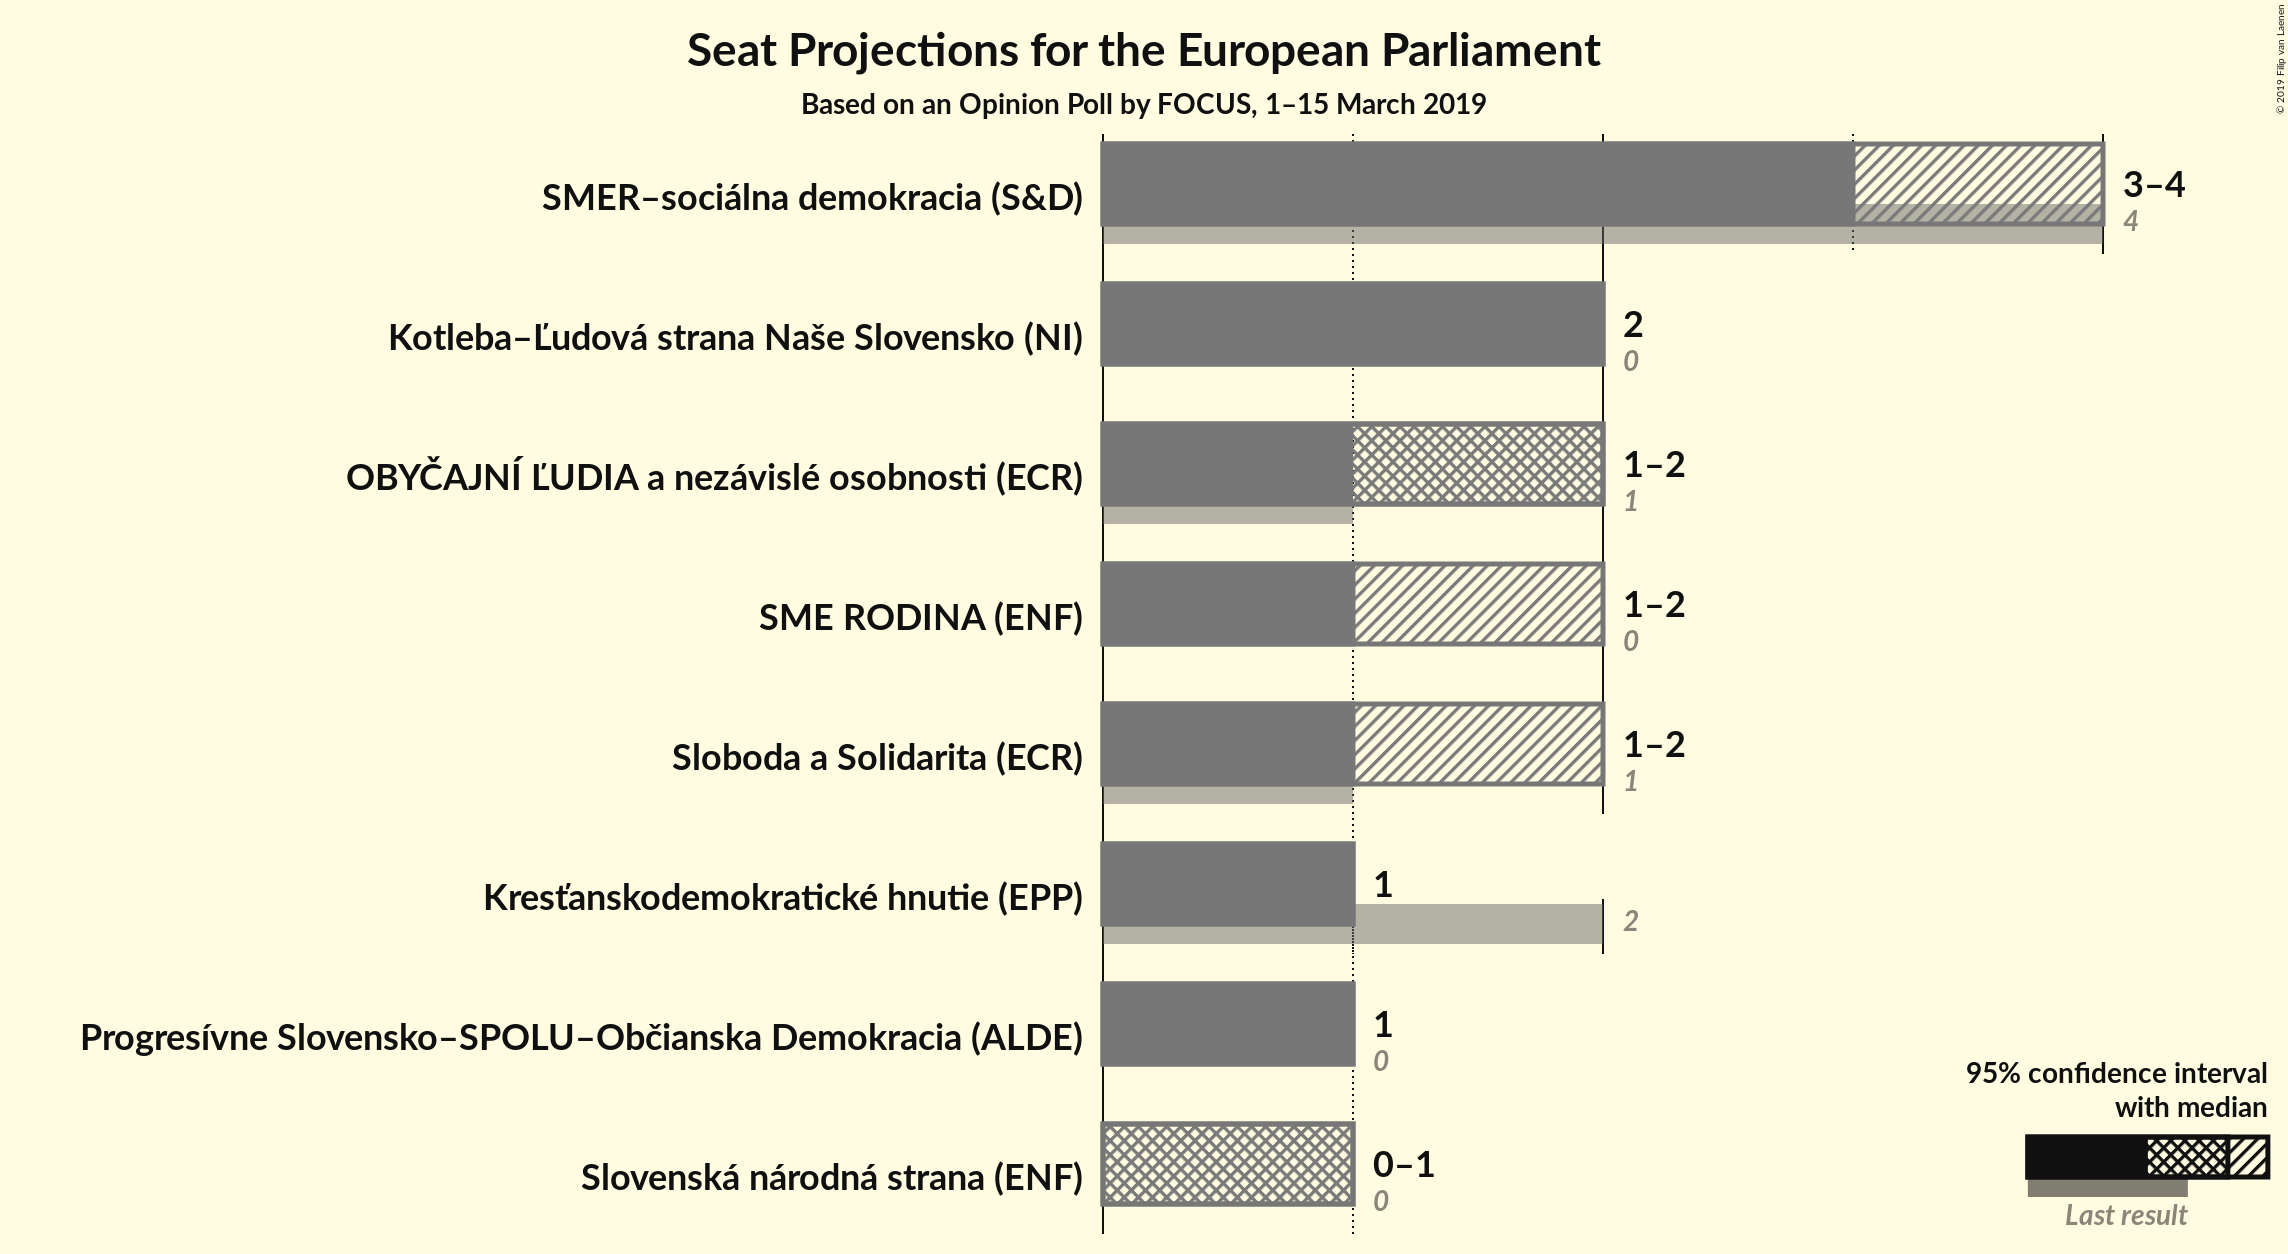 Seat Projections for the European Parliament
Based on an Opinion Poll by FOCUS, 1–15 March 2019
© 2019 Filip van Laenen
SMER–sociálna demokracia (S&D)
3–4
4
Kotleba–Ľudová strana Naše Slovensko (NI)
2
0
OBYČAJNÍ ĽUDIA a nezávislé osobnosti (ECR)
1–2
1
SME RODINA (ENF)
1–2
0
Sloboda a Solidarita (ECR)
1–2
1
Kresťanskodemokratické hnutie (EPP)
1
2
Progresívne Slovensko–SPOLU–Občianska Demokracia (ALDE)
1
0
Slovenská národná strana (ENF)
0–1
0
95% confidence interval
with median
Last result